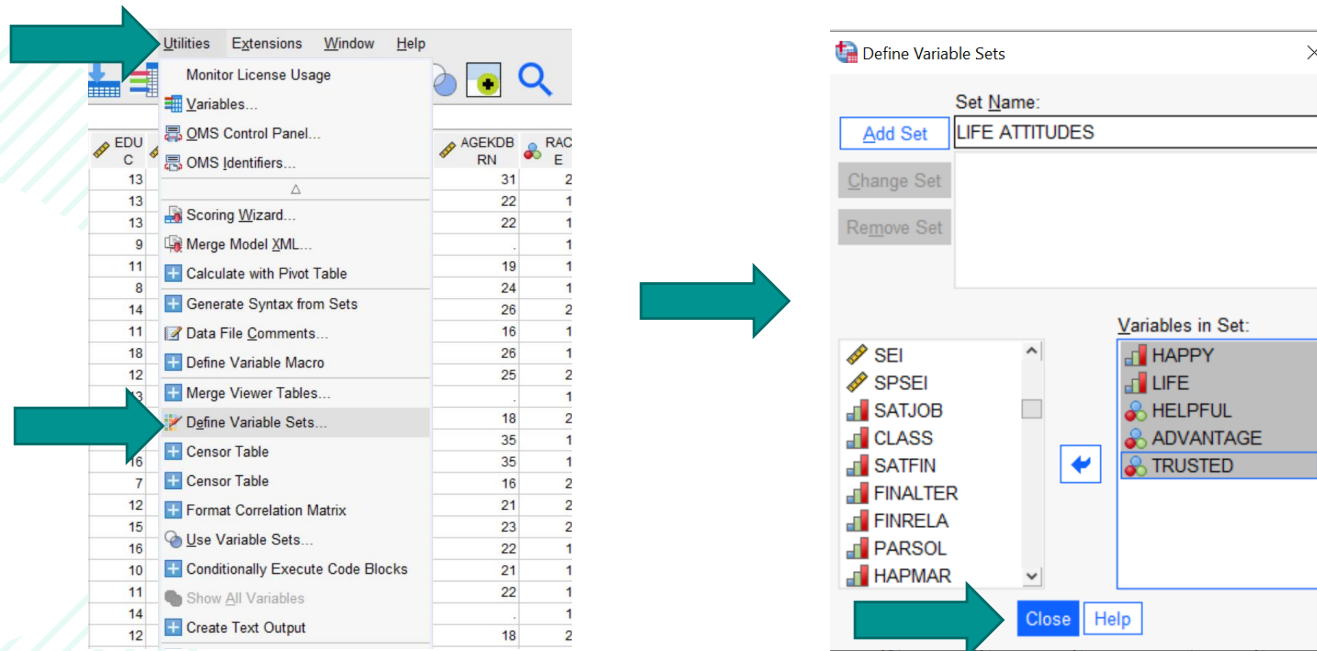 Utilities Extensions Window Help
Monitor License Usage
Variables...
OMS Control Panel...
OMS Identifiers...
Scoring Wizard...
Merge Model XML...
Calculate with Pivot Table
Generate Syntax from Sets
Data File Comments...
Define Variable Macro
Merge Viewer Tables...
Define Variable Sets...
Censor Table
Censor Table
Format Correlation Matrix
Use Variable Sets...
Conditionally Execute Code Blocks
Show All Variables
Create Text Output
EDU
C
13
13
13
9
11
8
14
11
18
12
13
16
7
12
15
16
10
11
14
12
AGEKDB RAC
RN E
31 2
22 1
22 1
. 1
19 1
24 1
26 2
16 1
26 1
25 2
. 1
18 2
35 1
35 1
16 2
21 2
23 2
22 1
21 1
22 1
. 1
18 2
Define Variable Sets
Set Name:
Add Set LIFE ATTITUDES
Change Set
Remove Set
Variables in Set:
SEI
SPSEI
SATJOB
CLASS
SATFIN
FINALTER
FINRELA
PARSOL
HAPMAR
HAPPY
LIFE
HELPFUL
ADVANTAGE
TRUSTED
Close Help